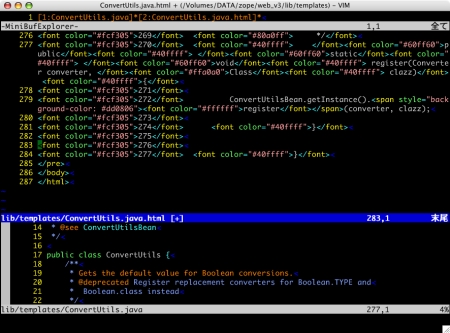 ConvertUtils.java.html + (/Volumes/DATA/zope/web_v3/lib/templates) - VIM
1 [1:ConvertUtils.java]*[2:ConvertUtils.java.html]*
-MiniBufExplorer- 1,1 全て
276 <font color="#fcf305">269</font> <font color="#80a0ff"> */</font>
277 <font color="#fcf305">270</font> <font color="#40ffff"> </font><font color="#60ff60">p
ublic</font><font color="#40ffff"> </font><font color="#60ff60">static</font><font co
lor="#40ffff"> </font><font color="#60ff60">void</font><font color="#40ffff"> register(Converte
r converter, </font><font color="#ffa0a0">Class</font><font color="#40ffff"> clazz)</font>
<font color="#40ffff">{</font>
278 <font color="#fcf305">271</font>
279 <font color="#fcf305">272</font> ConvertUtilsBean.getInstance().<span style="back
ground-color: #dd0806"><font color="#ffffff">register</font></span>(converter, clazz);
280 <font color="#fcf305">273</font>
281 <font color="#fcf305">274</font> <font color="#40ffff">}</font>
282 <font color="#fcf305">275</font>
283 <font color="#fcf305">276</font>
284 <font color="#fcf305">277</font> <font color="#40ffff">}</font>
285 </pre>
286 </body>
287 </html>
~
~
lib/templates/ConvertUtils.java.html [+] 283,1 末尾
14 * @see ConvertUtilsBean
15 */
16
17 public class ConvertUtils {
18 /**
19 * Gets the default value for Boolean conversions.
20 * @deprecated Register replacement converters for Boolean.TYPE and
21 * Boolean.class instead
22 */
lib/templates/ConvertUtils.java 277,1 4%